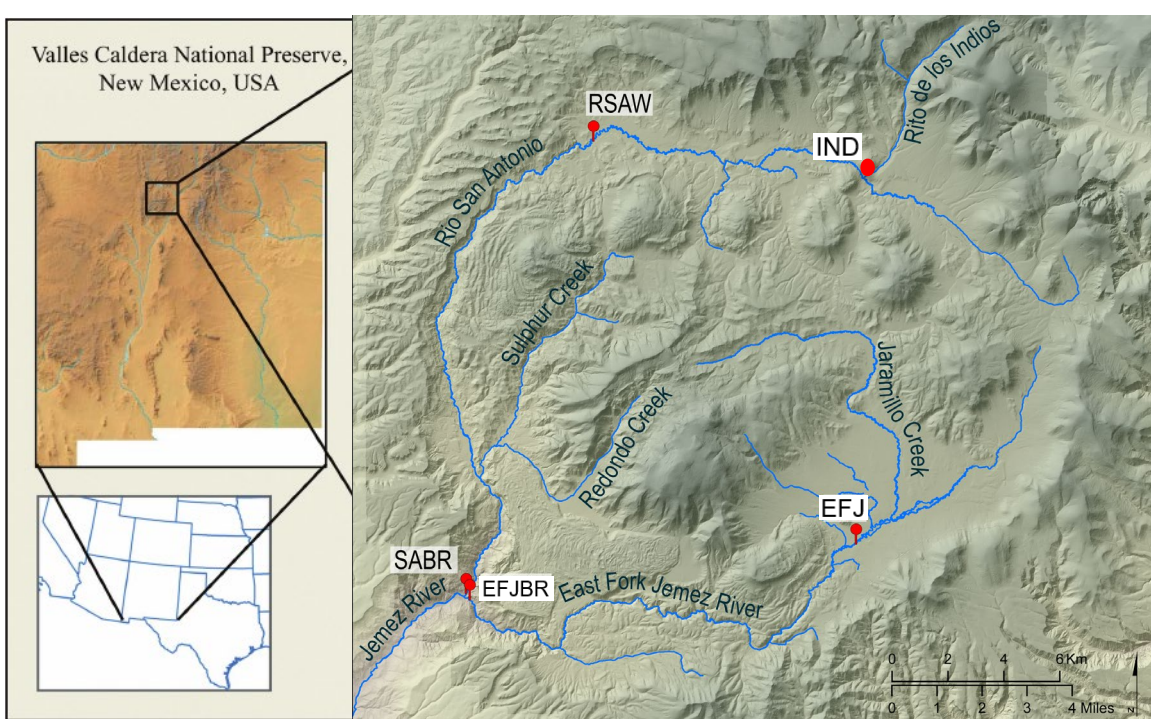 Valles Caldera National Preserve,
New Mexico, USA
Rito de los Indios
RSAW
IND
Rio San Antonio
Sulphur Creek
Jaramillo Creek
Redondo Creek
EFJ
SABR
EFJBR
East Fork Jemez River
Jemez River
0 2 4 6 Km
0 1 2 3 4 Miles
N